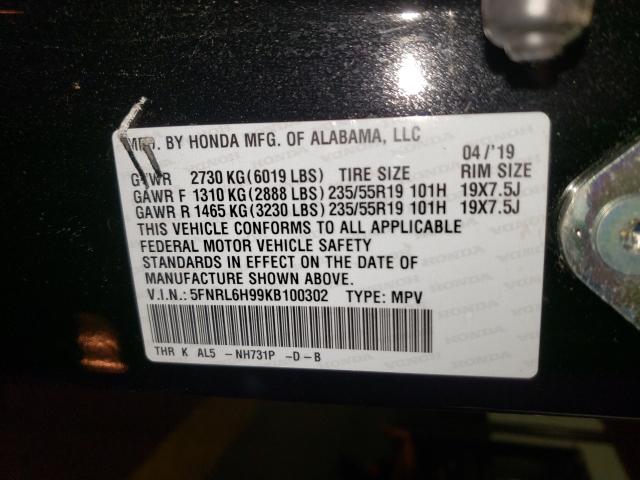 MFD. BY HONDA MFG. OF ALABAMA, LLC 04/'19
GVWR 2730 KG(6019 LBS) TIRE SIZE RIM SIZE
GAWR F 1310 KG(2888 LBS) 235/55R19 101H 19X7.5J
GAWR R 1465 KG(3230 LBS) 235/55R19 101H 19X7.5J
THIS VEHICLE CONFORMS TO ALL APPLICABLE
FEDERAL MOTOR VEHICLE SAFETY
STANDARDS IN EFFECT ON THE DATE OF
MANUFACTURE SHOWN ABOVE.
V.I.N.: 5FNRL6H99KB100302 TYPE: MPV
THR K AL5 -NH731P -D-B